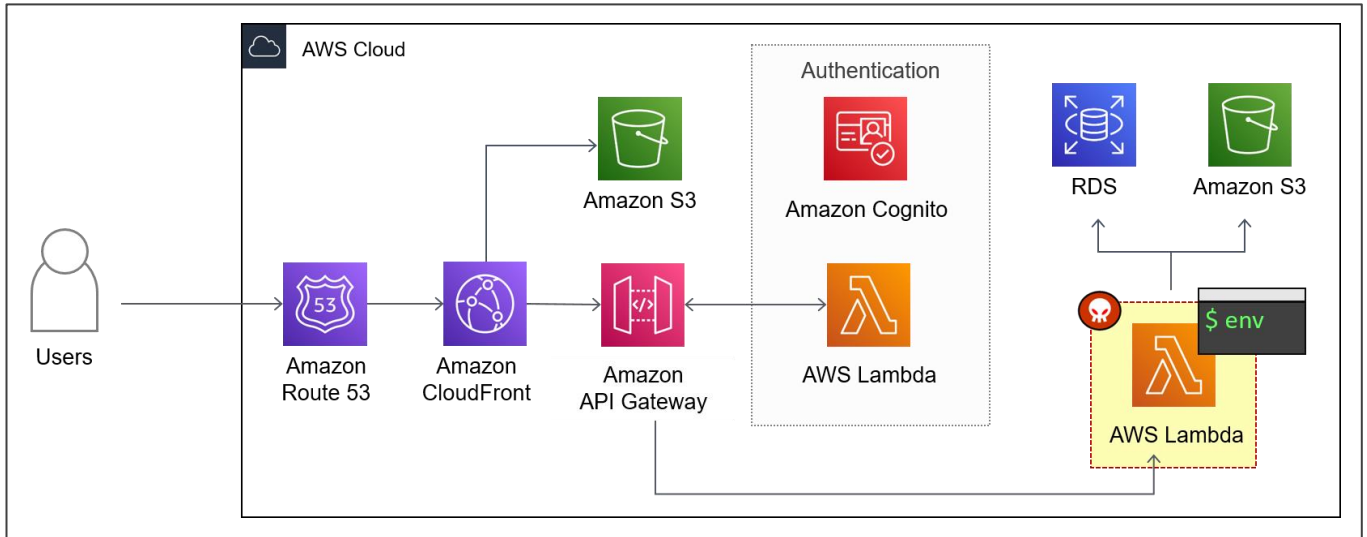 AWS Cloud
Authentication
Amazon S3
Amazon Cognito
RDS
Amazon S3
Users
53
Amazon
Route 53
Amazon
CloudFront
</>
Amazon
API Gateway
AWS Lambda
$ env
AWS Lambda